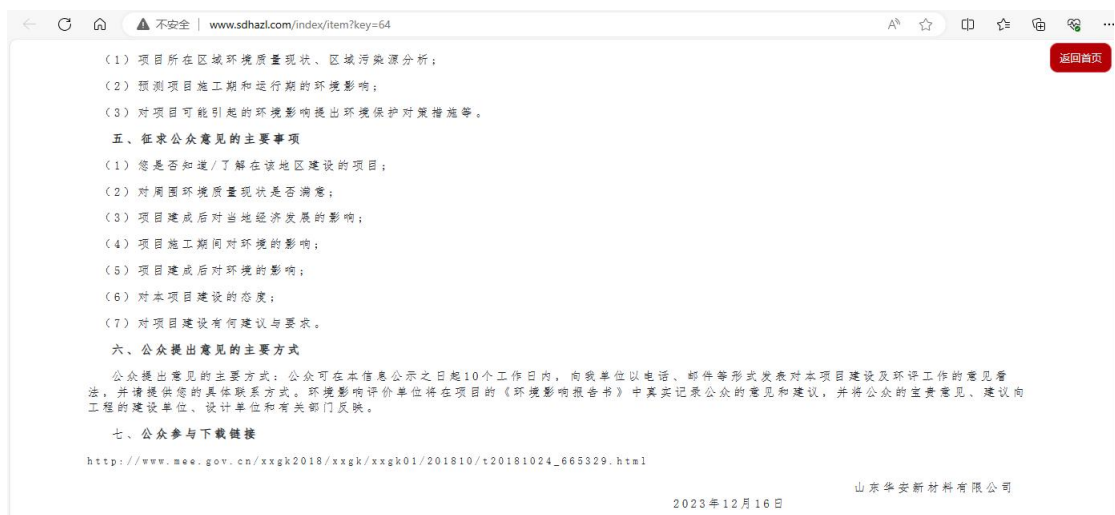 不安全 | www.sdhazl.com/index/item?key=64
返回首页
（1）项目所在区域环境质量现状、区域污染源分析；
（2）预测项目施工期和运行期的环境影响；
（3）对项目可能引起的环境影响提出环境保护对策措施等。
五、征求公众意见的主要事项
（1）您是否知道/了解在该地区建设的项目；
（2）对周围环境质量现状是否满意；
（3）项目建成后对当地经济发展的影响；
（4）项目施工期间对环境的影响；
（5）项目建成后对环境的影响；
（6）对本项目建设的态度；
（7）对项目建设有何建议与要求。
六、公众提出意见的主要方式
公众提出意见的主要方式：公众可在本信息公示之日起10个工作日内，向我单位以电话、邮件等形式发表对本项目建设及环评工作的意见看
法，并请提供您的具体联系方式。环境影响评价单位将在项目的《环境影响报告书》中真实记录公众的意见和建议，并将公众的宝贵意见、建议向
工程的建设单位、设计单位和有关部门反映。
七、公众参与下载链接
http://www.mee.gov.cn/xxgk2018/xxgk/xxgk01/201810/t20181024_665329.html
山东华安新材料有限公司
2023年12月16日